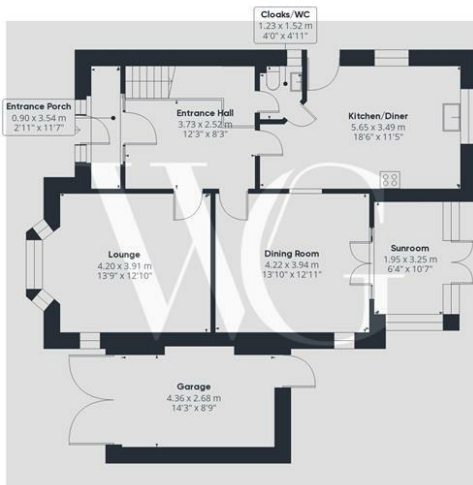 Cloaks/WC
1.23 x 1.52 m
4'0" x 4'11"
Entrance Porch
0.90 x 3.54 m
2'11" x 11'7"
Entrance Hall
3.73 x 2.52 m
12'3" x 8'3"
Kitchen/Diner
5.65 x 3.49 m
18'6" x 11'5"
Lounge
4.20 x 3.91 m
13'9" x 12'10"
Dining Room
4.22 x 3.94 m
13'10" x 12'11"
Sunroom
1.95 x 3.25 m
6'4" x 10'7"
WG
Garage
4.36 x 2.68 m
14'3" x 8'9"